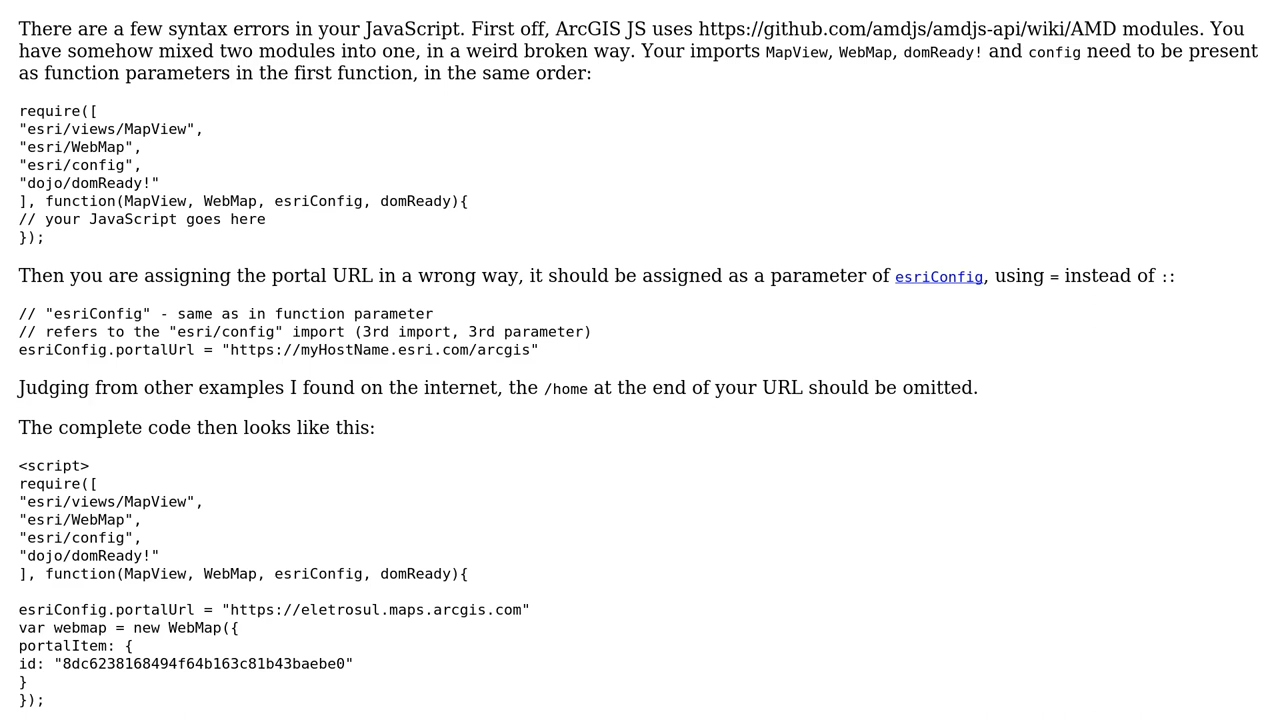 There are a few syntax errors in your JavaScript. First off, ArcGIS JS uses https://github.com/amdjs/amdjs-api/wiki/AMD modules. You
have somehow mixed two modules into one, in a weird broken way. Your imports MapView, WebMap, domReady! and config need to be present
as function parameters in the first function, in the same order:
require([
"esri/views/MapView",
"esri/WebMap",
"esri/config",
"dojo/domReady!"
], function(MapView, WebMap, esriConfig, domReady){
// your JavaScript goes here
});
Then you are assigning the portal URL in a wrong way, it should be assigned as a parameter of esriConfig, using = instead of ::
// "esriConfig" - same as in function parameter
// refers to the "esri/config" import (3rd import, 3rd parameter)
esriConfig.portalUrl = "https://myHostName.esri.com/arcgis"
Judging from other examples I found on the internet, the /home at the end of your URL should be omitted.
The complete code then looks like this:
<script>
require([
"esri/views/MapView",
"esri/WebMap",
"esri/config",
"dojo/domReady!"
], function(MapView, WebMap, esriConfig, domReady){
esriConfig.portalUrl = "https://eletrosul.maps.arcgis.com"
var webmap = new WebMap({
portalItem: {
id: "8dc6238168494f64b163c81b43baebe0"
}
});